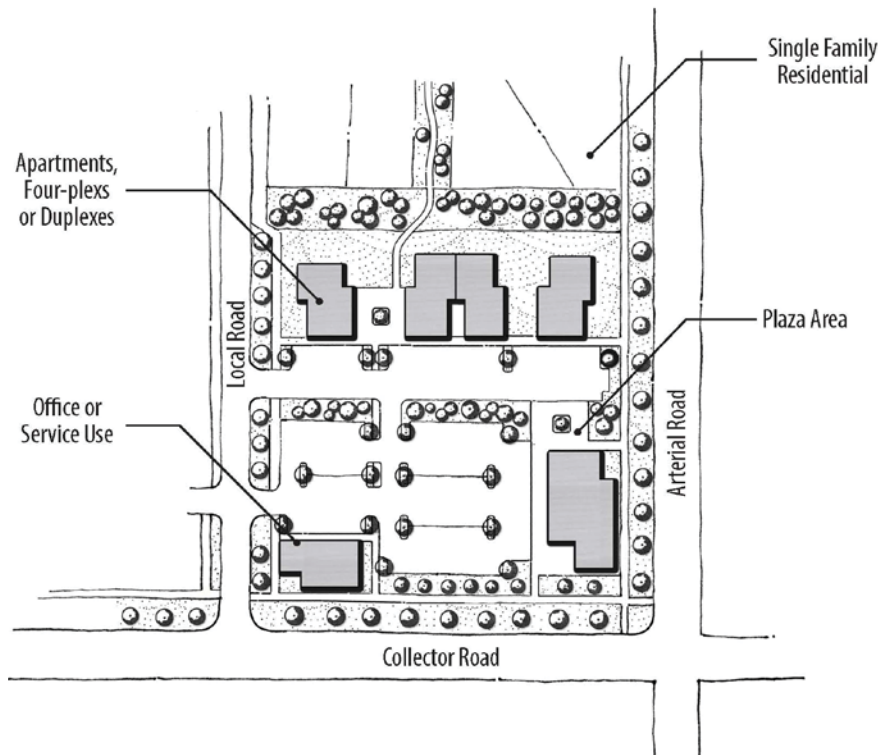 Single Family
Residential
Apartments,
Four-plexs
or Duplexes
Local Road
Plaza Area
Office or
Service Use
Arterial Road
Collector Road